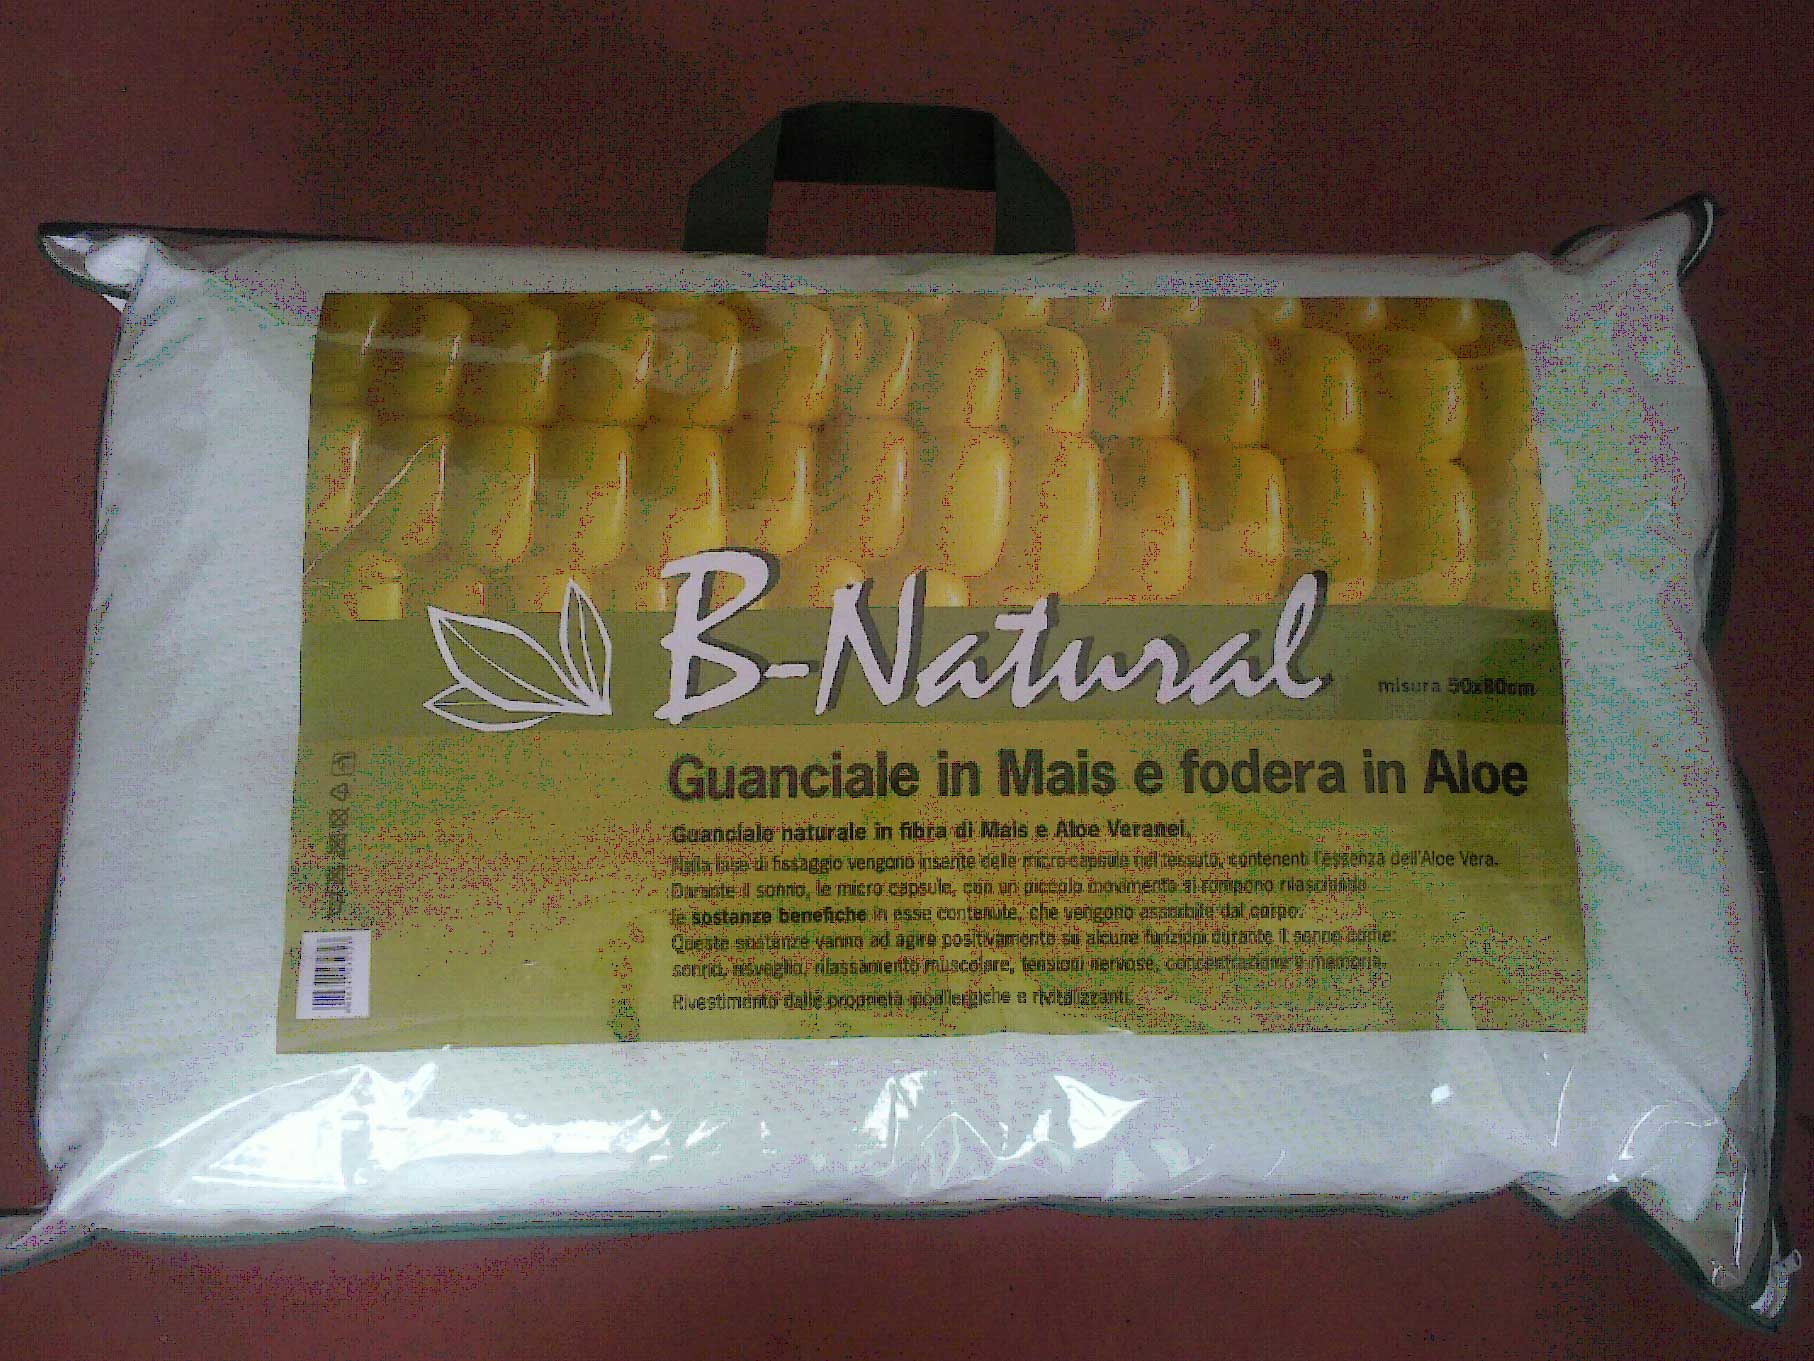 B-Natural
misura 50x80cm
Guanciale in Mais e fodera in Aloe
Guanciale naturale in fibra di Mais e Aloe Veranei.
Nella fase di fissaggio vengono inserite delle micro capsule nel tessuto, contenenti l'essenza dell'Aloe Vera.
Durante il sonno, le micro capsule, con un piccolo movimento si rompono rilasciando
le sostanze benefiche in esse contenute, che vengono assorbite dal corpo.
Queste sostanze vanno ad agire positivamente su alcune funzioni durante il sonno come:
sonno, risveglio, rilassamento muscolare, tensioni nervose, concentrazione e memoria.
Rivestimento dalle proprietà ipoallergiche e rivitalizzanti.